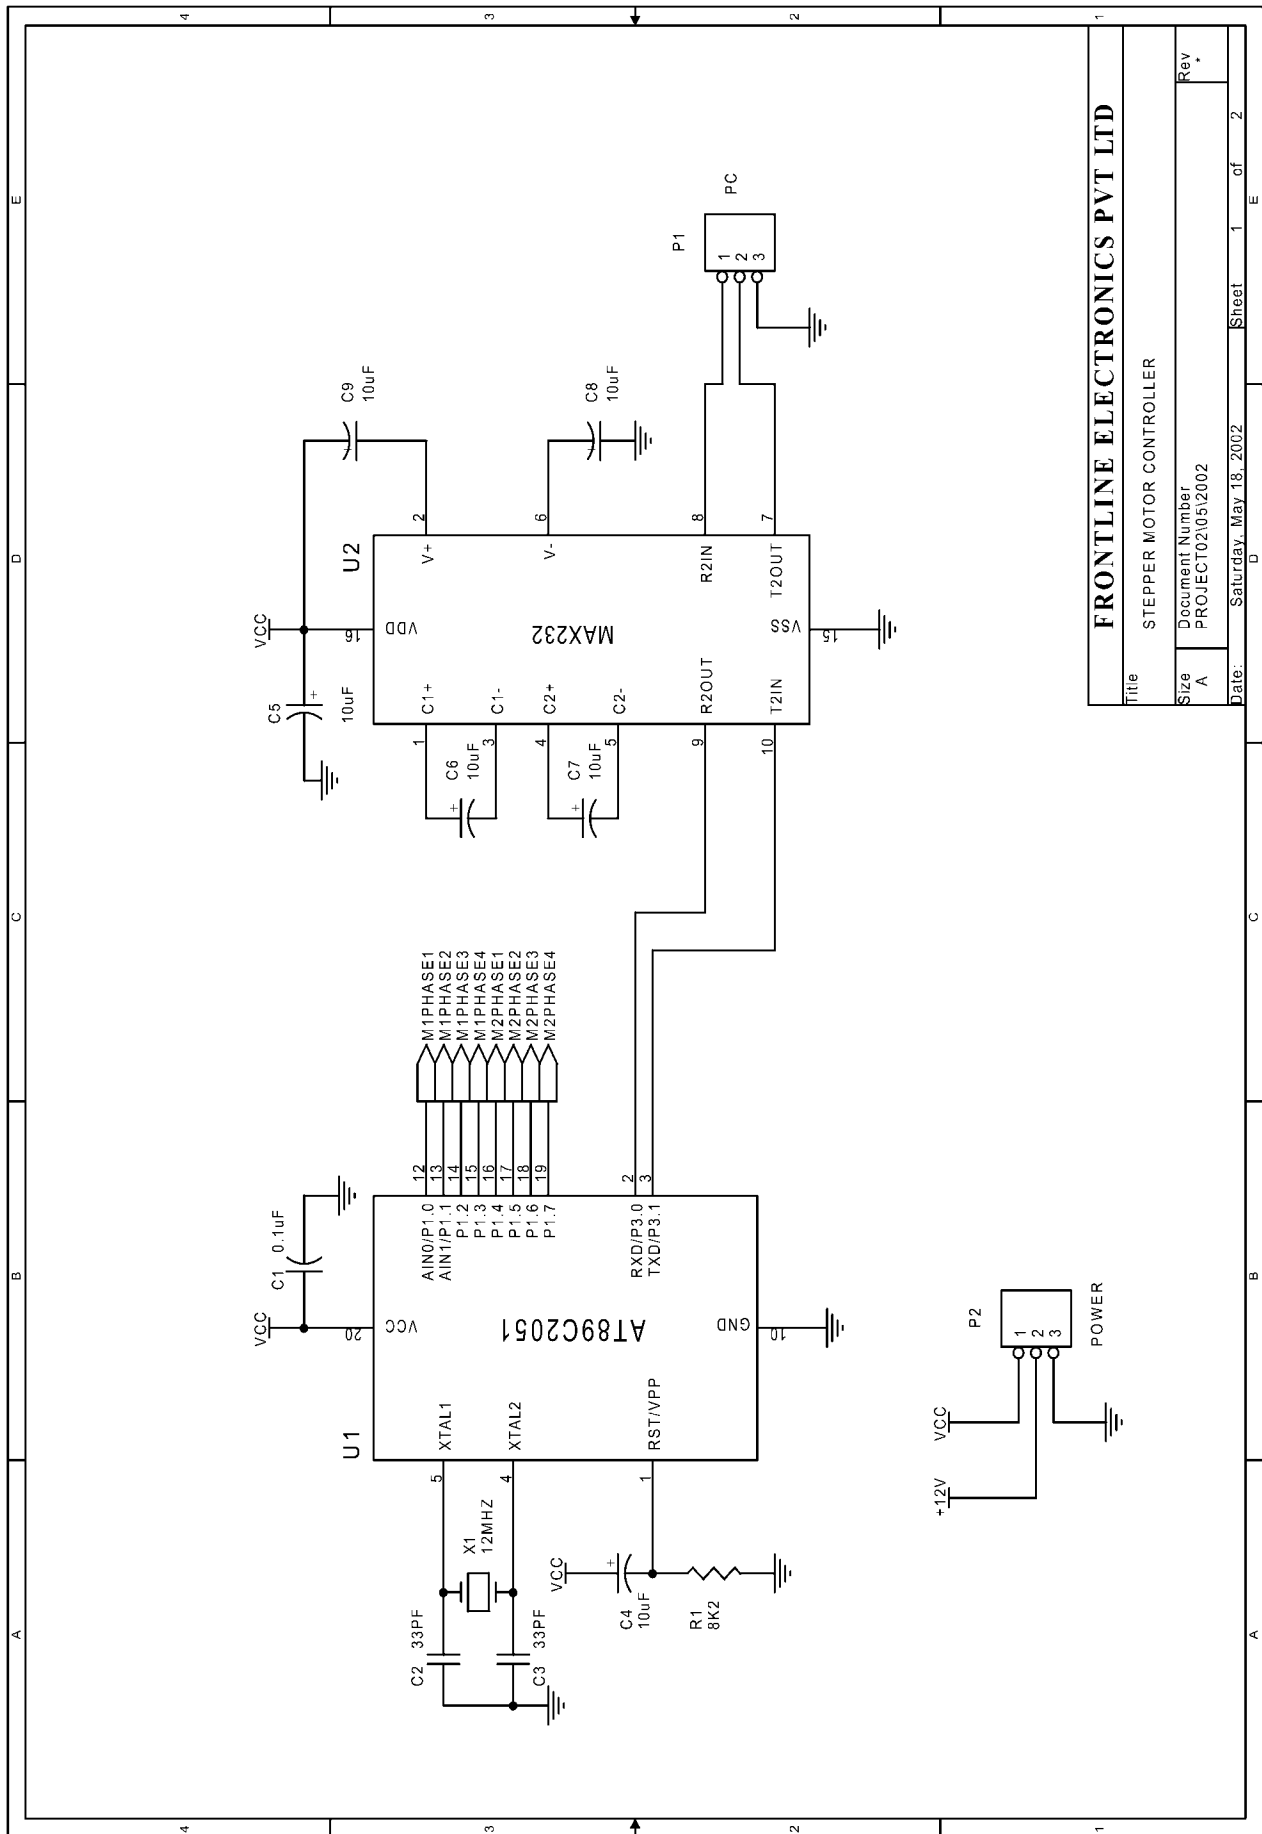 A
B
C
D
E
4
3
2
1
VCC
C1 0.1uF
20
VCC
U1
AT89C2051
XTAL1
5
XTAL2
4
RST/VPP
1
GND
10
AIN0/P1.0
12
M1PHASE1
AIN1/P1.1
13
M1PHASE2
P1.2
14
M1PHASE3
P1.3
15
M1PHASE4
P1.4
16
M2PHASE1
P1.5
17
M2PHASE2
P1.6
18
M2PHASE3
P1.7
19
M2PHASE4
RXD/P3.0
2
TXD/P3.1
3
C2
33PF
X1
12MHZ
C3
33PF
VCC
C4
10uF
+
R1
8K2
VCC
C5
10uF
+
16
VDD
U2
MAX232
C1+
1
C1-
3
C2+
4
C2-
5
R2OUT
9
T2IN
10
V+
2
V-
6
R2IN
8
T2OUT
7
VSS
15
C6
10uF
+
C7
10uF
+
C9
10uF
+
C8
10uF
+
P1
PC
1
2
3
+12V
VCC
P2
1
2
3
POWER
FRONTLINE ELECTRONICS PVT LTD
Title
STEPPER MOTOR CONTROLLER
Size
A
Document Number
PROJECT02\05\2002
Rev
*
Date:
Saturday, May 18, 2002
Sheet
1
of
2
A
B
C
D
E
4
3
2
1